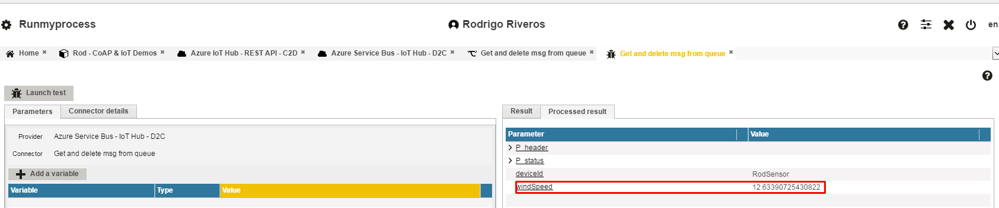 Runmyprocess
Rodrigo Riveros
en
Home
Rod - CoAP & IoT Demos
Azure IoT Hub - REST API - C2D
Azure Service Bus - IoT Hub - D2C
Get and delete msg from queue
Get and delete msg from queue
Launch test
Parameters
Connector details
Provider Azure Service Bus - IoT Hub - D2C
Connector Get and delete msg from queue
Add a variable
Variable Type Value
Result
Processed result
Parameter Value
P_header
P_status
deviceId RodSensor
windSpeed 12.63390725430822